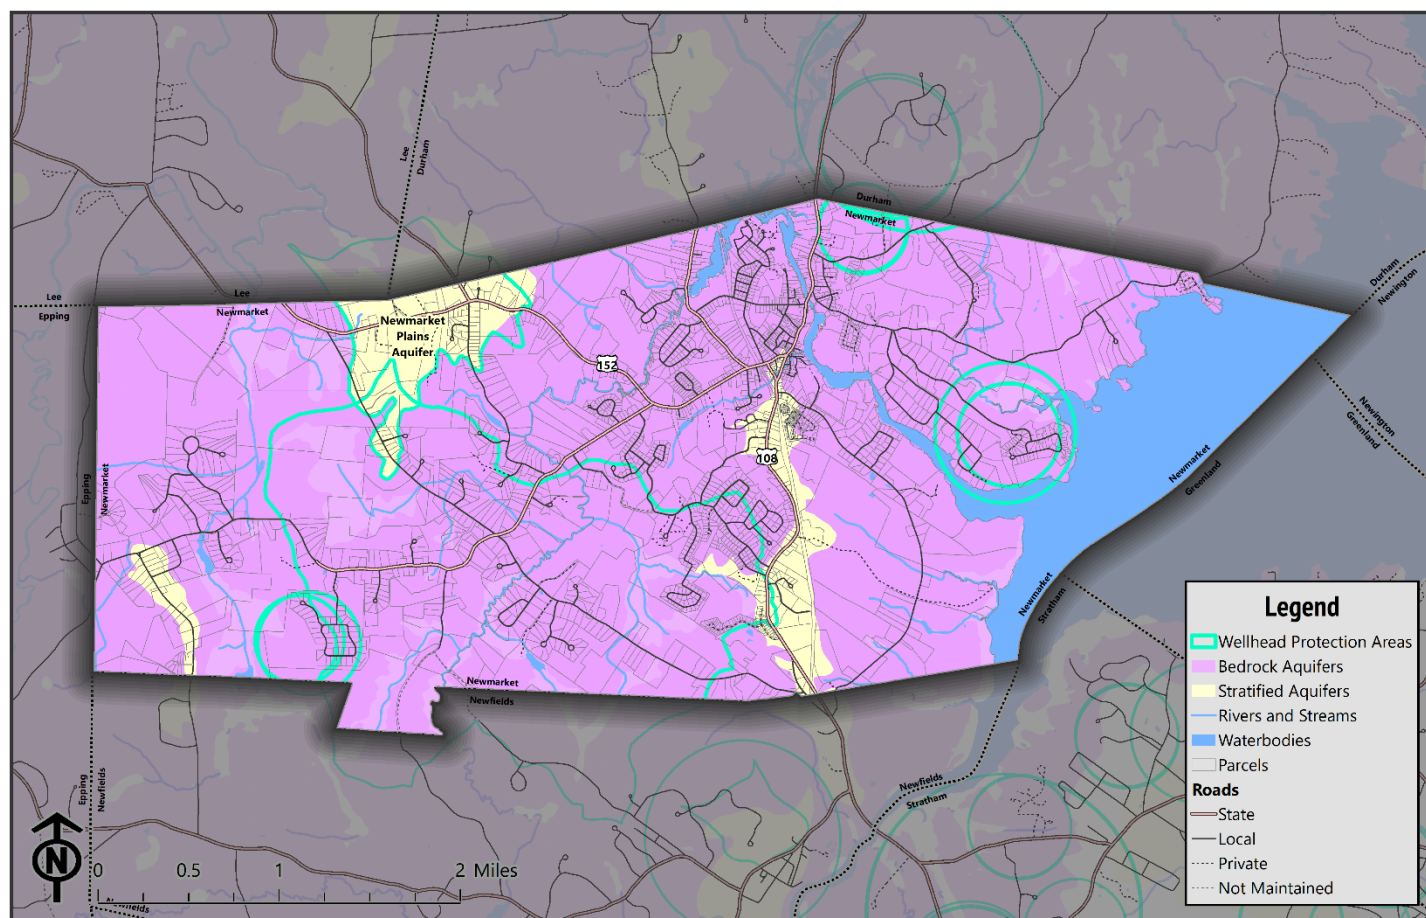 Lee
Durham
Durham
Newmarket
Durham
Newington
Lee
Epping
Lee
Newmarket
Newmarket
Plains
Aquifer
152
Newington
Greenland
108
Newmarket
Greenland
Epping
Newmarket
Newmarket
Stratham
Newmarket
Newfields
Epping
Newfields
Newfields
Stratham
N
0
0.5
1
2 Miles
Newfields
Legend
Wellhead Protection Areas
Bedrock Aquifers
Stratified Aquifers
Rivers and Streams
Waterbodies
Parcels
Roads
State
Local
Private
Not Maintained